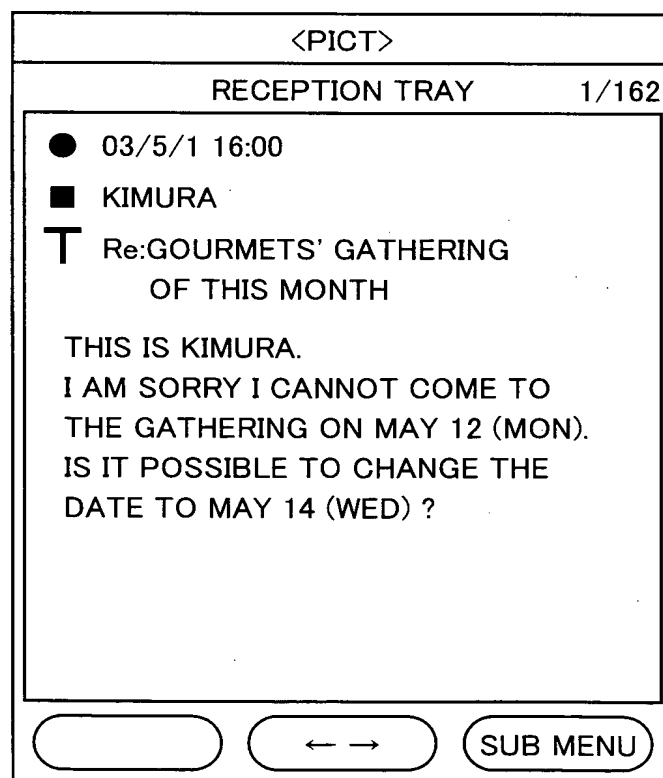 <PICT>
RECEPTION TRAY 1/162
● 03/5/1 16:00
■ KIMURA
T Re:GOURMETS' GATHERING
OF THIS MONTH
THIS IS KIMURA.
I AM SORRY I CANNOT COME TO
THE GATHERING ON MAY 12 (MON).
IS IT POSSIBLE TO CHANGE THE
DATE TO MAY 14 (WED) ?
← → SUB MENU